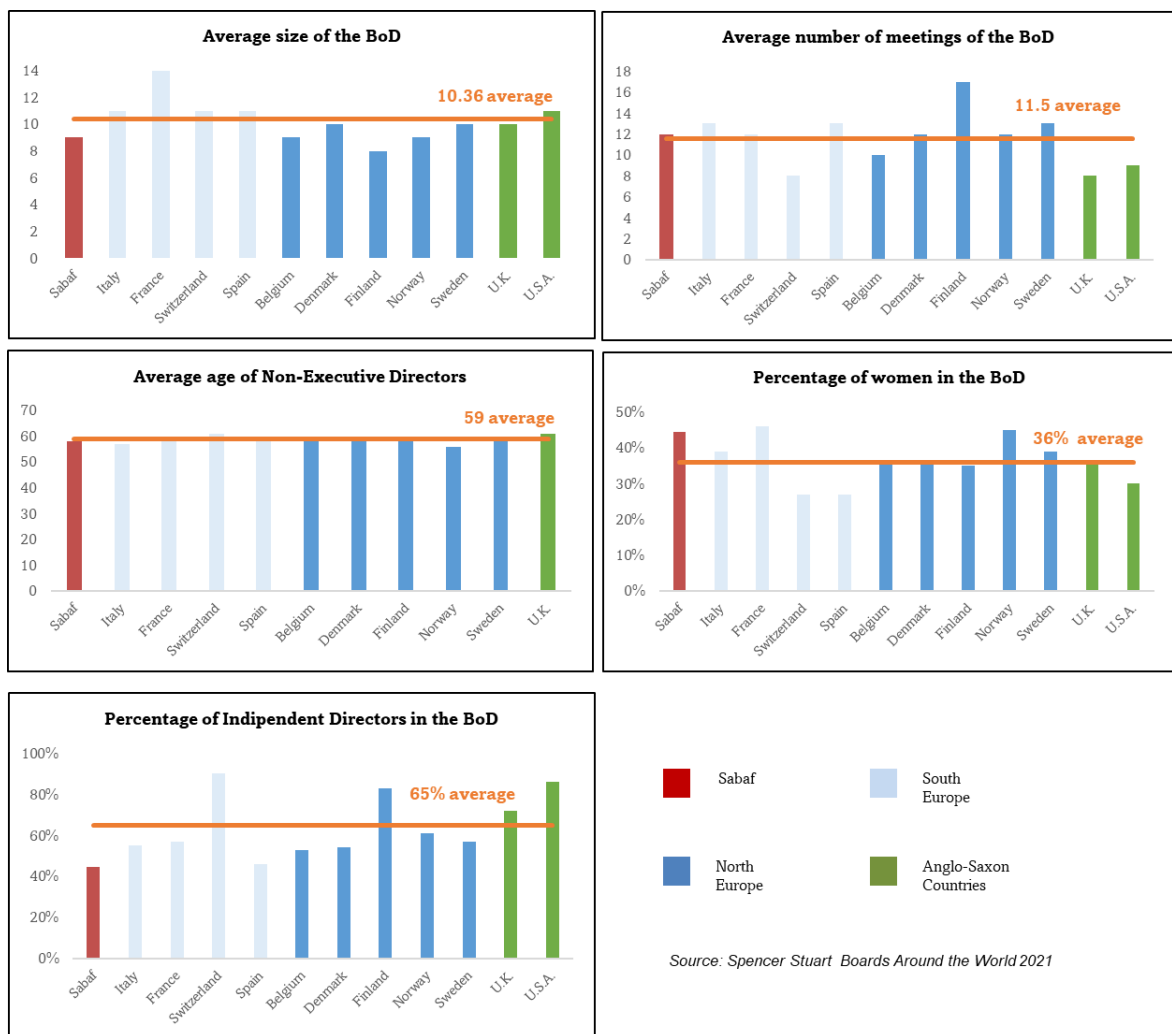 Average size of the BoD
14
12
10
8
6
4
2
0
10.36 average
Sabaf
Italy
France
Switzerland
Spain
Belgium
Denmark
Finland
Norway
Sweden
U.K.
U.S.A.
Average number of meetings of the BoD
18
16
14
12
10
8
6
4
2
0
11.5 average
Sabaf
Italy
France
Switzerland
Spain
Belgium
Denmark
Finland
Norway
Sweden
U.K.
U.S.A.
Average age of Non-Executive Directors
70
60
50
40
30
20
10
0
59 average
Sabaf
Italy
France
Switzerland
Spain
Belgium
Denmark
Finland
Norway
Sweden
U.K.
Percentage of women in the BoD
50%
40%
30%
20%
10%
0%
36% average
Sabaf
Italy
France
Switzerland
Spain
Belgium
Denmark
Finland
Norway
Sweden
U.K.
U.S.A.
Percentage of Indipendent Directors in the BoD
100%
80%
60%
40%
20%
0%
65% average
Sabaf
Italy
France
Switzerland
Spain
Belgium
Denmark
Finland
Norway
Sweden
U.K.
U.S.A.
Sabaf
South
Europe
North
Europe
Anglo-Saxon
Countries
Source: Spencer Stuart Boards Around the World 2021